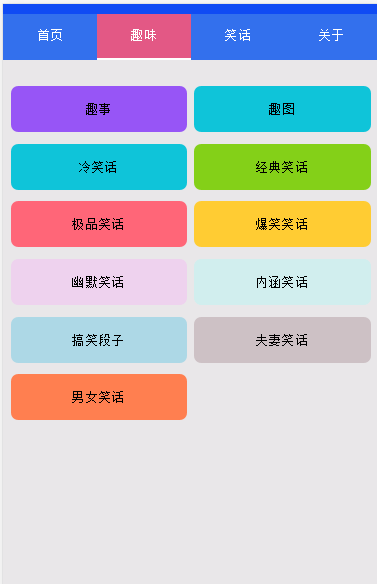 首页 趣味 笑话 关于
趣事 趣图
冷笑话 经典笑话
极品笑话 爆笑笑话
幽默笑话 内涵笑话
搞笑段子 夫妻笑话
男女笑话